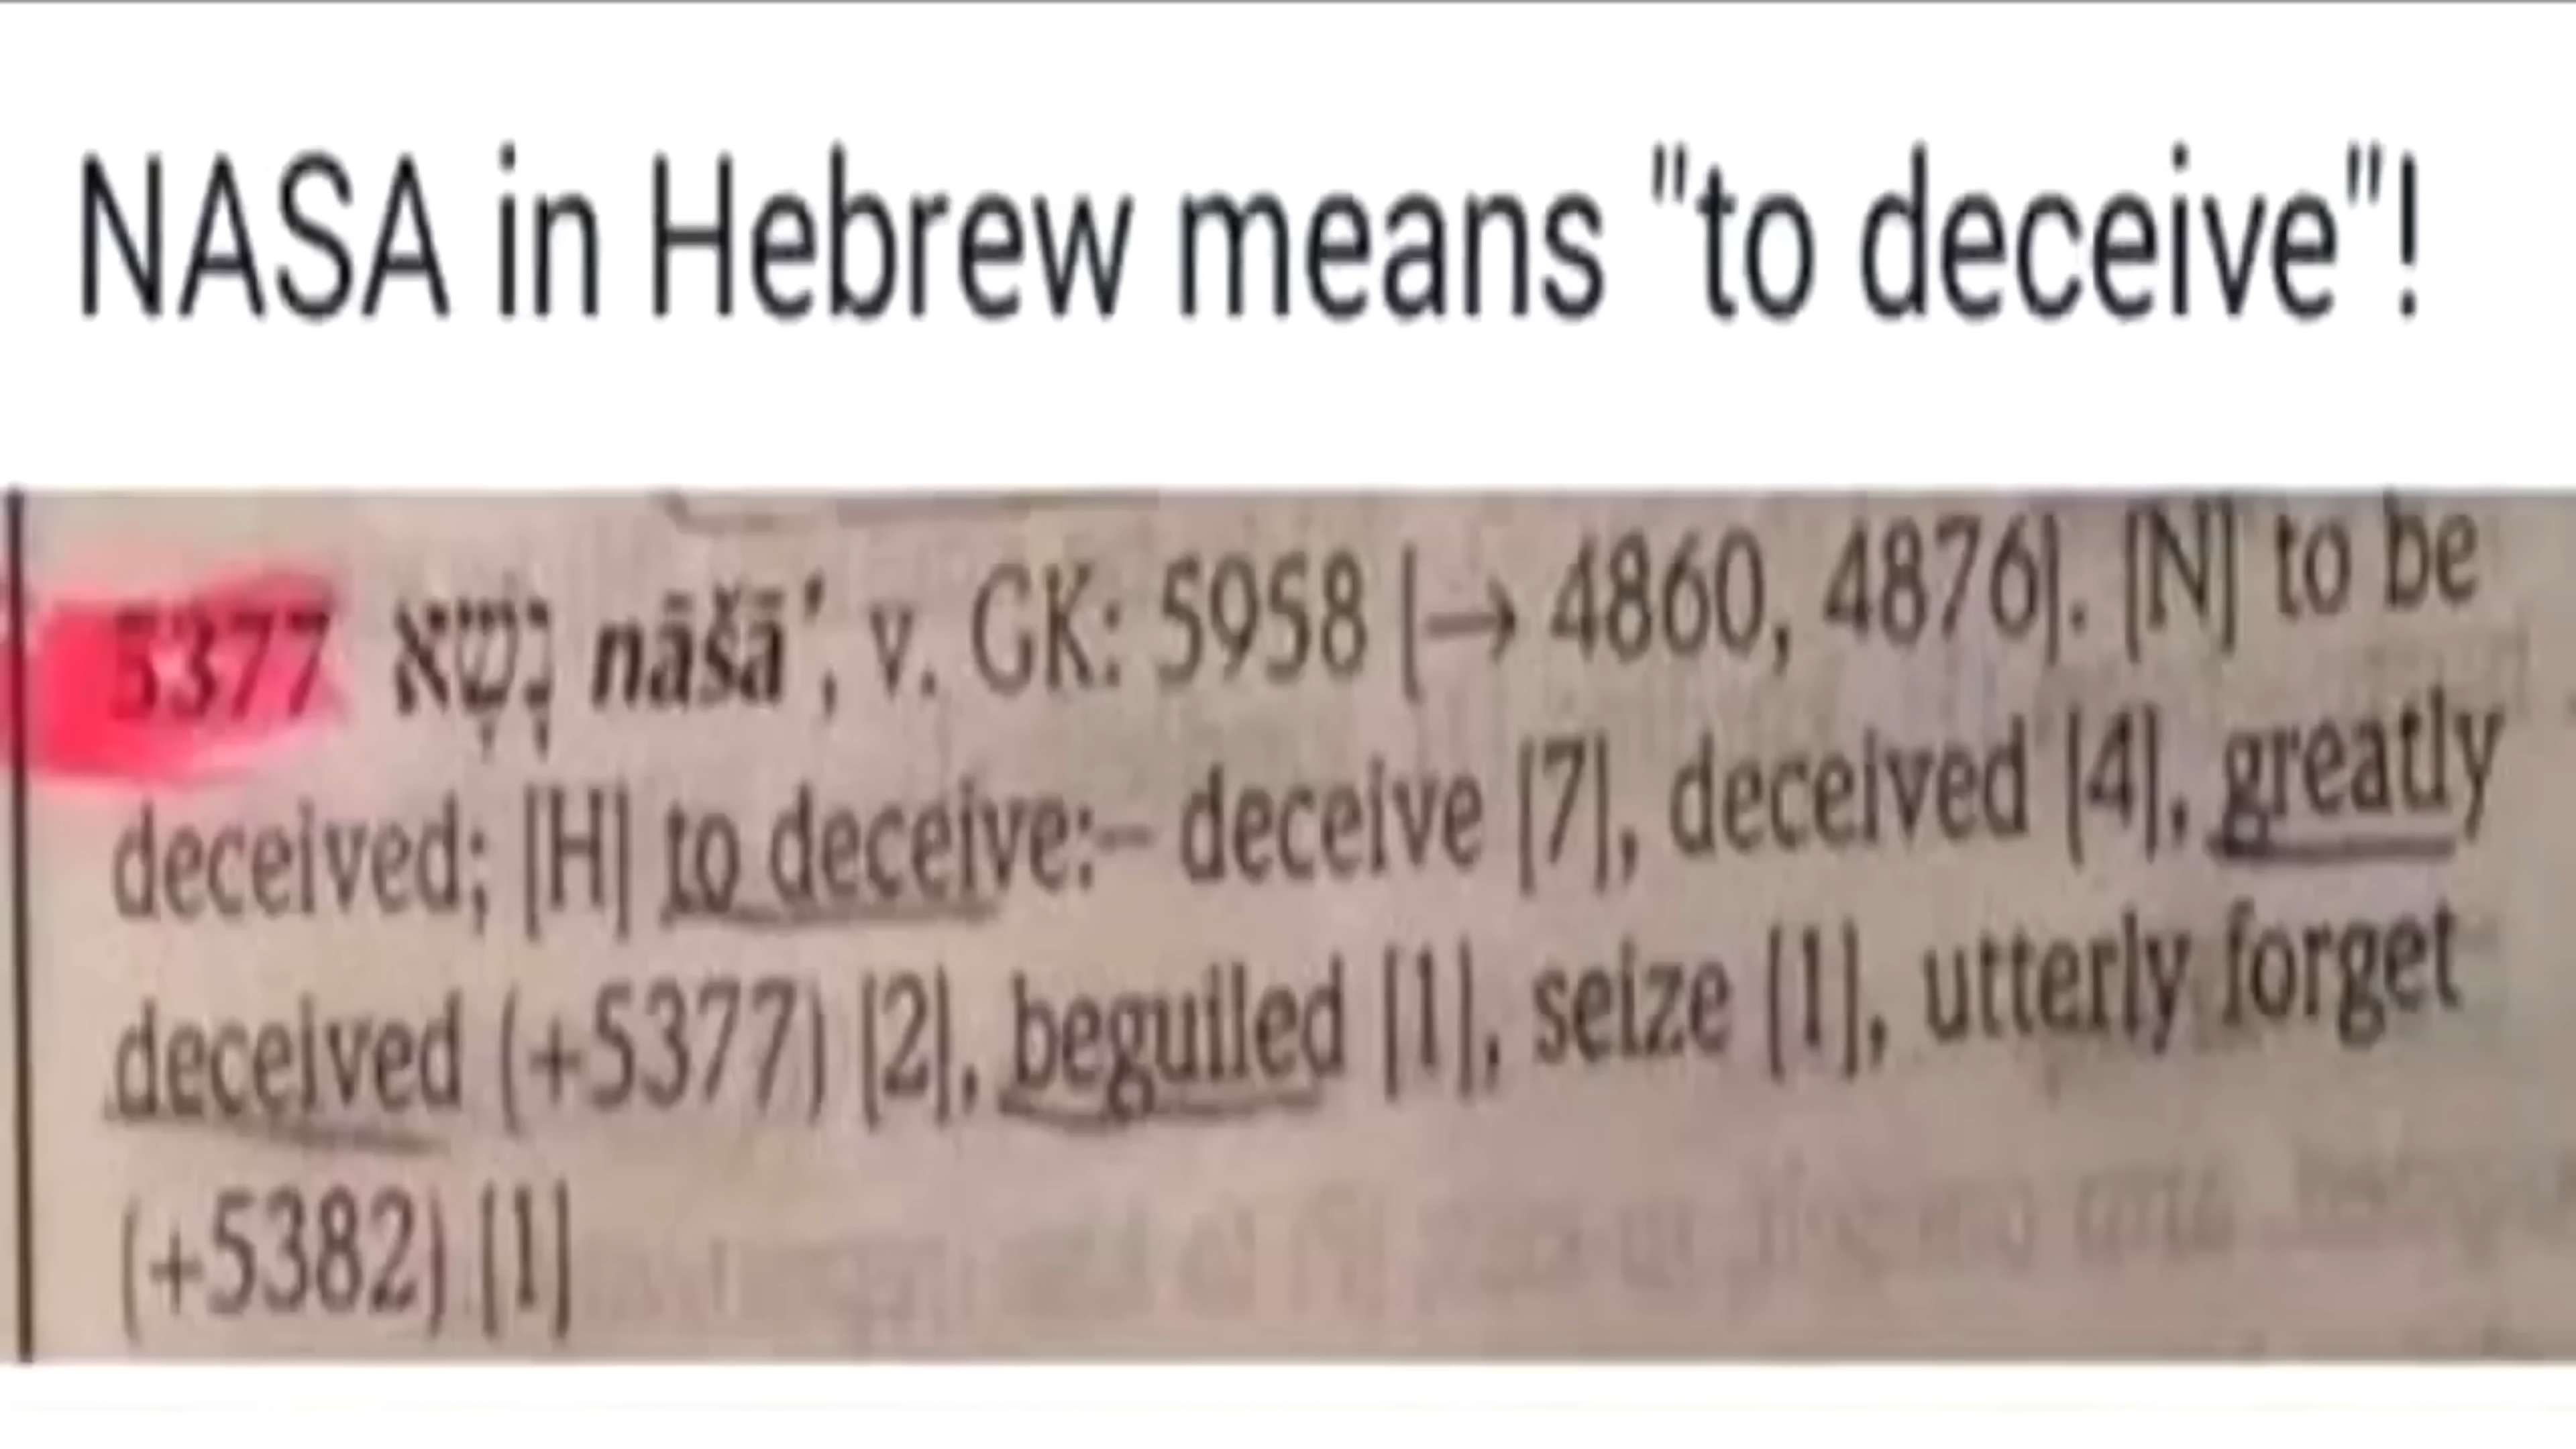 NASA in Hebrew means "to deceive"!
5377 נָשָׁא nāšā', v. GK: 5958 [→ 4860, 4876]. [N] to be
deceived; [H] to deceive:– deceive [7], deceived [4], greatly
deceived (+5377) [2], beguiled [1], seize [1], utterly forget
(+5382) [1]